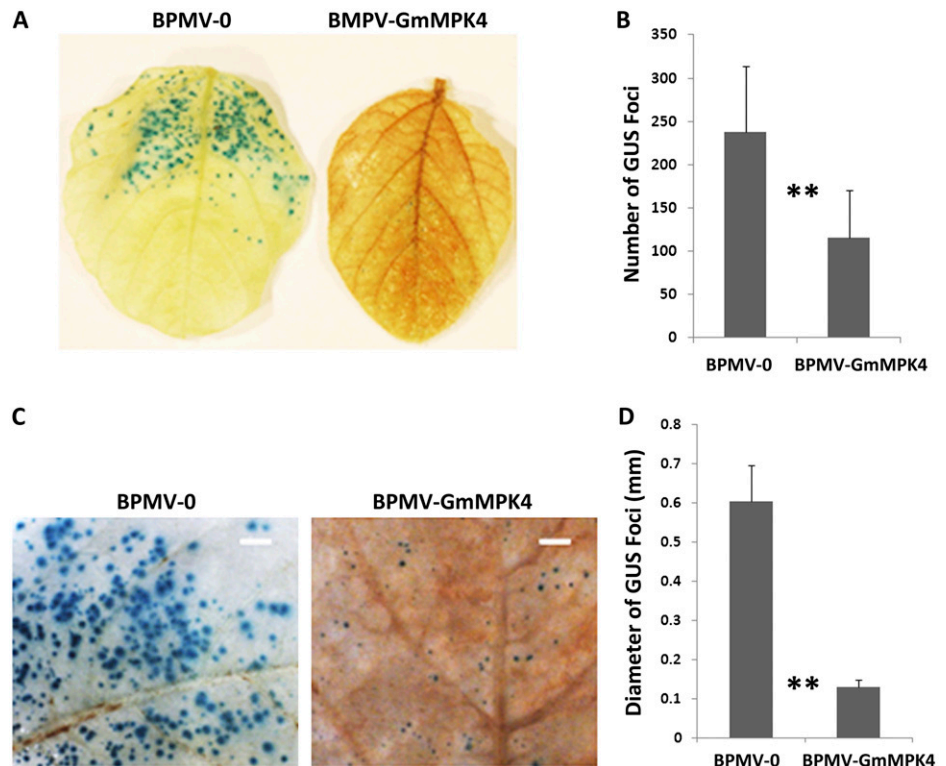 A
BPMV-0 BMPV-GmMPK4
B
Number of GUS Foci
350
300
250
200
150
100
50
0
**
BPMV-0 BPMV-GmMPK4
C
BPMV-0 BPMV-GmMPK4
D
Diameter of GUS Foci (mm)
0.8
0.7
0.6
0.5
0.4
0.3
0.2
0.1
0
**
BPMV-0 BPMV-GmMPK4